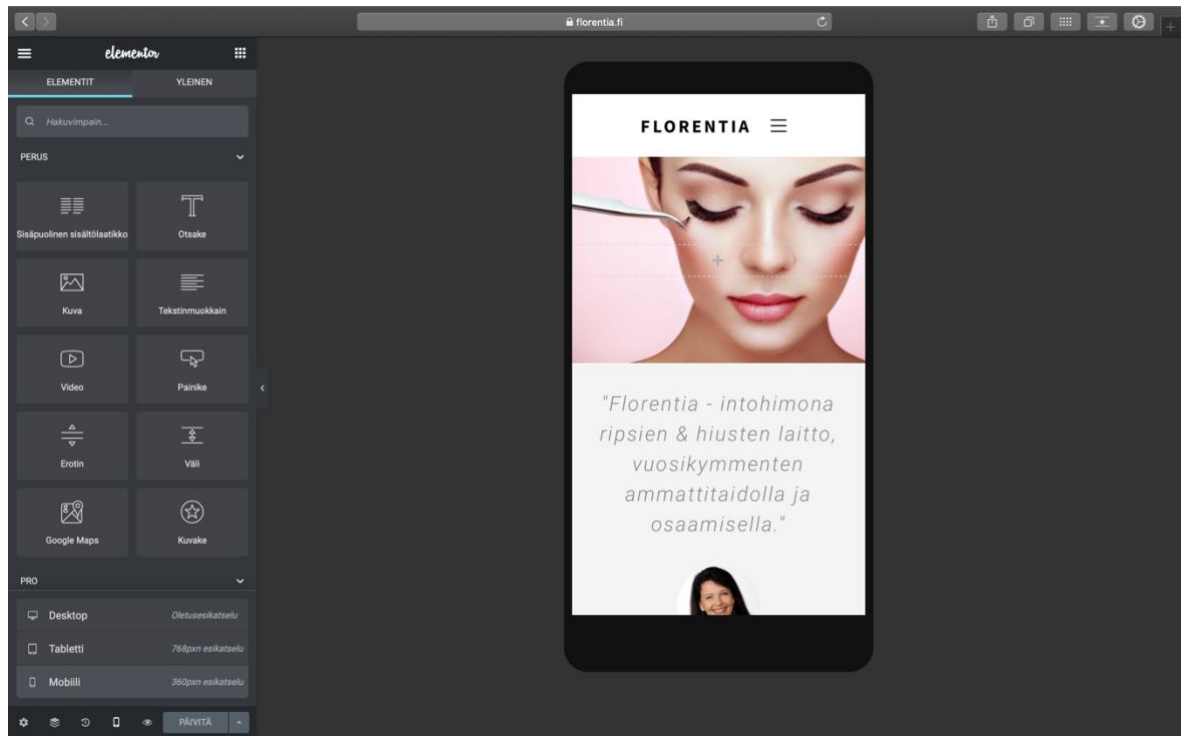 florentia.fi
elementor
ELEMENTIT YLEINEN
Hakuvimpain...
PERUS
Sisäpuolinen sisältölaatikko Otsake
Kuva Tekstinmuokkain
Video Painike
Erotin Väli
Google Maps Kuvake
PRO
Desktop Oletusesikatselu
Tabletti 768pxn esikatselu
Mobiili 360pxn esikatselu
PÄIVITÄ
FLORENTIA
"Florentia - intohimona
ripsien & hiusten laitto,
vuosikymmenten
ammattitaidolla ja
osaamisella."